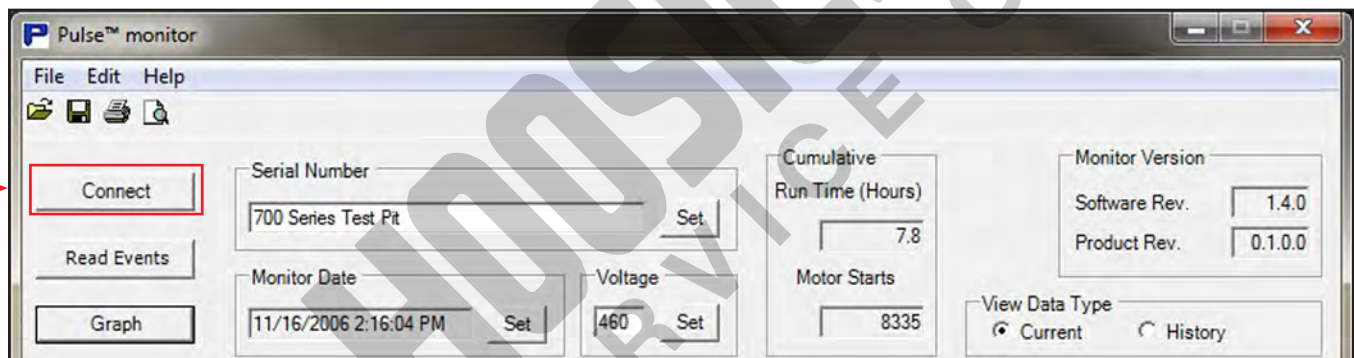 Pulse™ monitor
File Edit Help
Connect
Read Events
Graph
Serial Number
700 Series Test Pit
Set
Monitor Date
11/16/2006 2:16:04 PM
Set
Voltage
460
Set
Cumulative
Run Time (Hours)
7.8
Motor Starts
8335
Monitor Version
Software Rev. 1.4.0
Product Rev. 0.1.0.0
View Data Type
Current
History